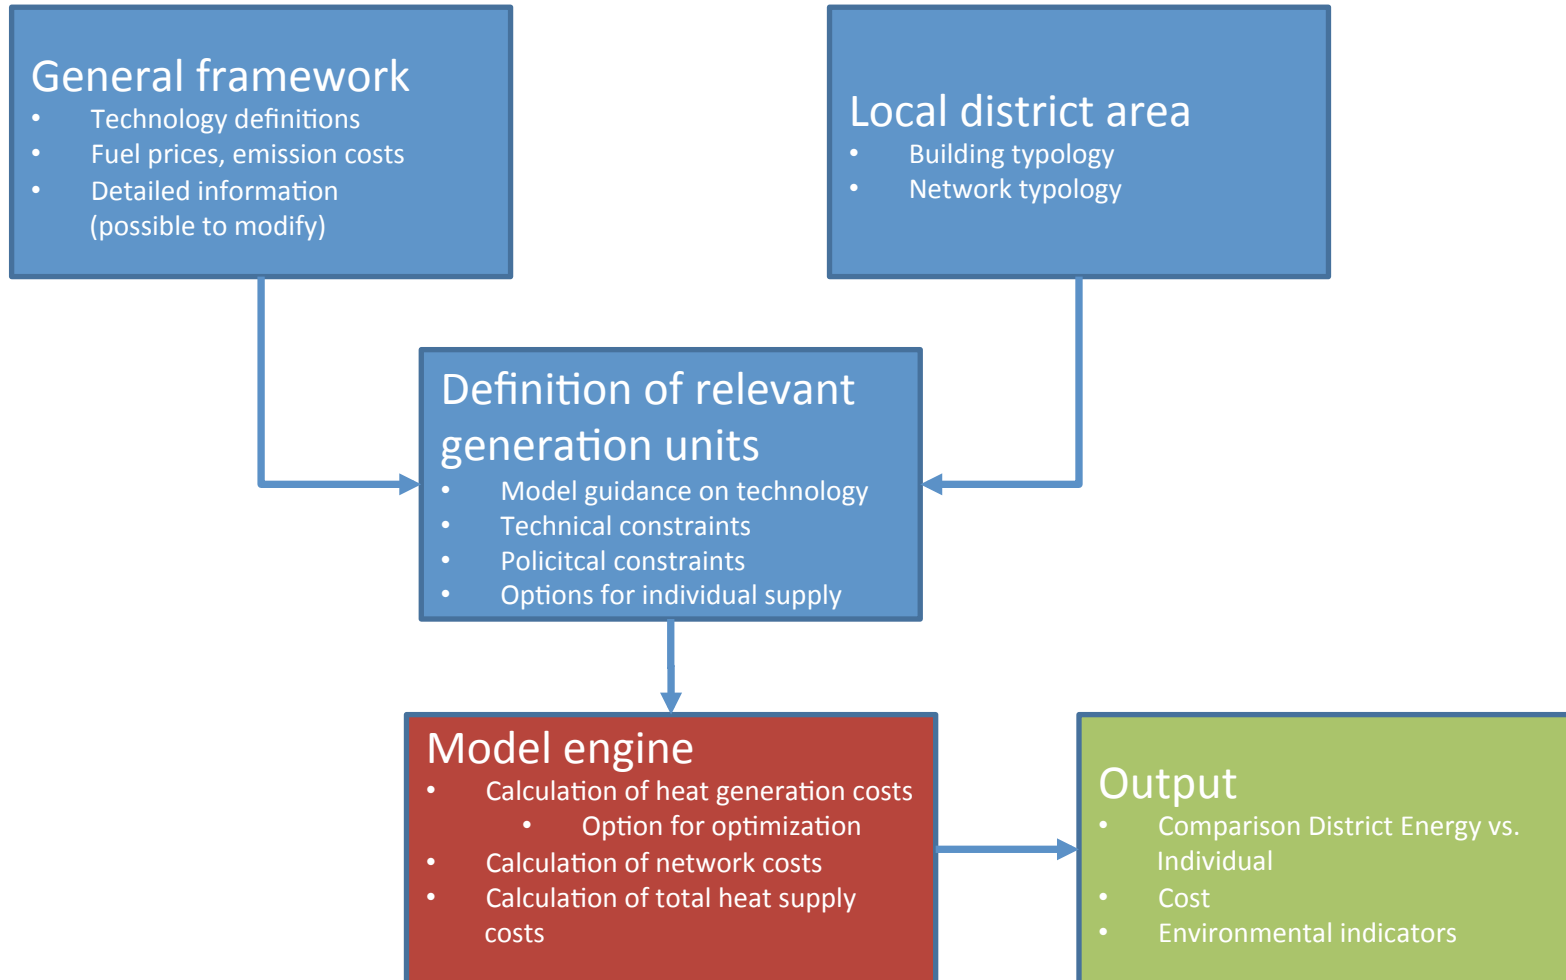 General framework
• Technology definitions
• Fuel prices, emission costs
• Detailed information
(possible to modify)
Local district area
• Building typology
• Network typology
Definition of relevant
generation units
• Model guidance on technology
• Technical constraints
• Policitcal constraints
• Options for individual supply
Model engine
• Calculation of heat generation costs
• Option for optimization
• Calculation of network costs
• Calculation of total heat supply
costs
Output
• Comparison District Energy vs.
Individual
• Cost
• Environmental indicators